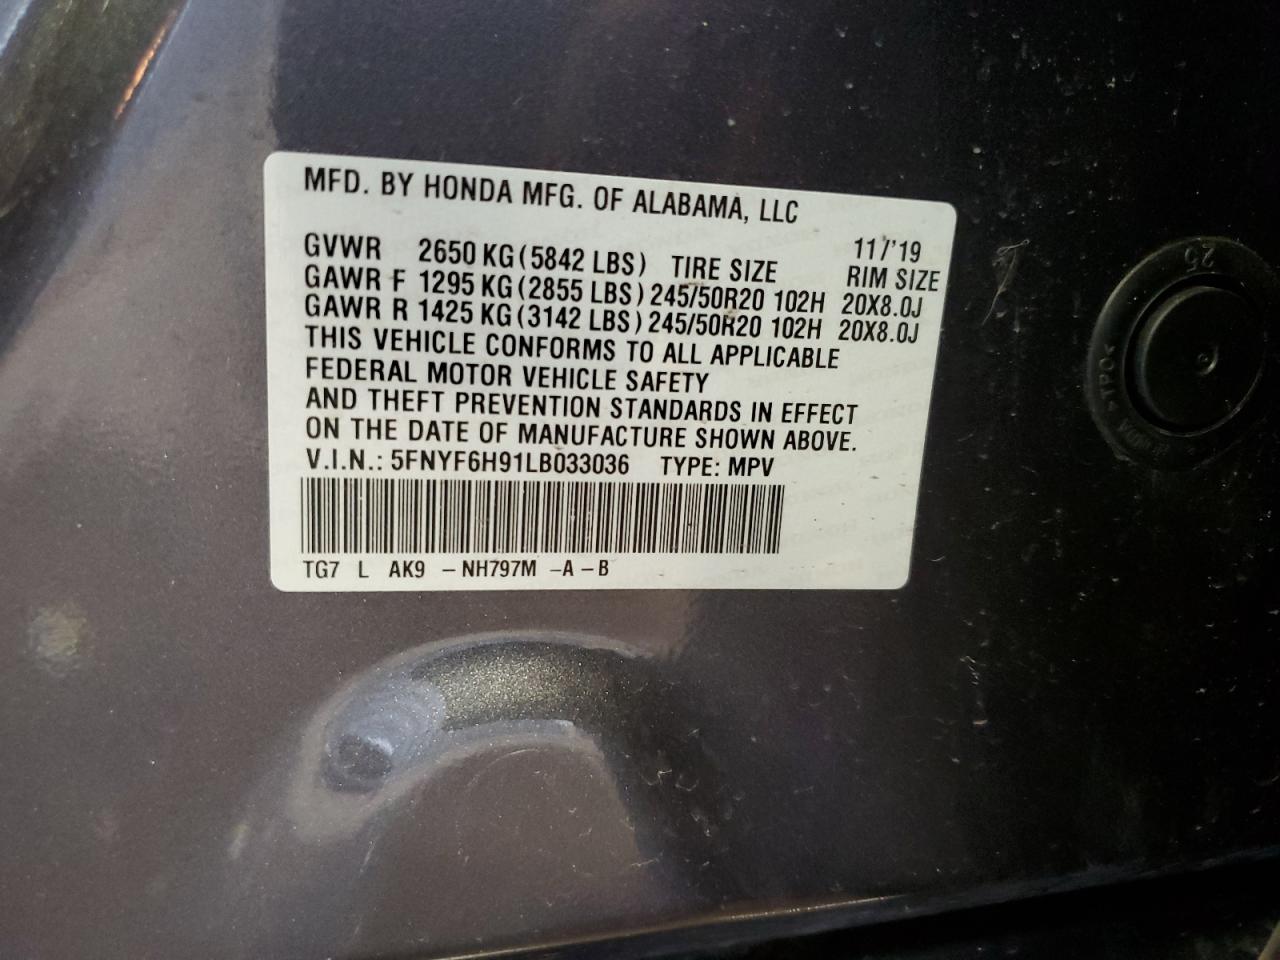 MFD. BY HONDA MFG. OF ALABAMA, LLC
11/'19
GVWR 2650 KG (5842 LBS) TIRE SIZE RIM SIZE
GAWR F 1295 KG (2855 LBS) 245/50R20 102H 20X8.0J
GAWR R 1425 KG (3142 LBS) 245/50R20 102H 20X8.0J
THIS VEHICLE CONFORMS TO ALL APPLICABLE
FEDERAL MOTOR VEHICLE SAFETY
AND THEFT PREVENTION STANDARDS IN EFFECT
ON THE DATE OF MANUFACTURE SHOWN ABOVE.
V.I.N.: 5FNYF6H91LB033036 TYPE: MPV
TG7 L AK9 -NH797M -A -B
25
>TPO<